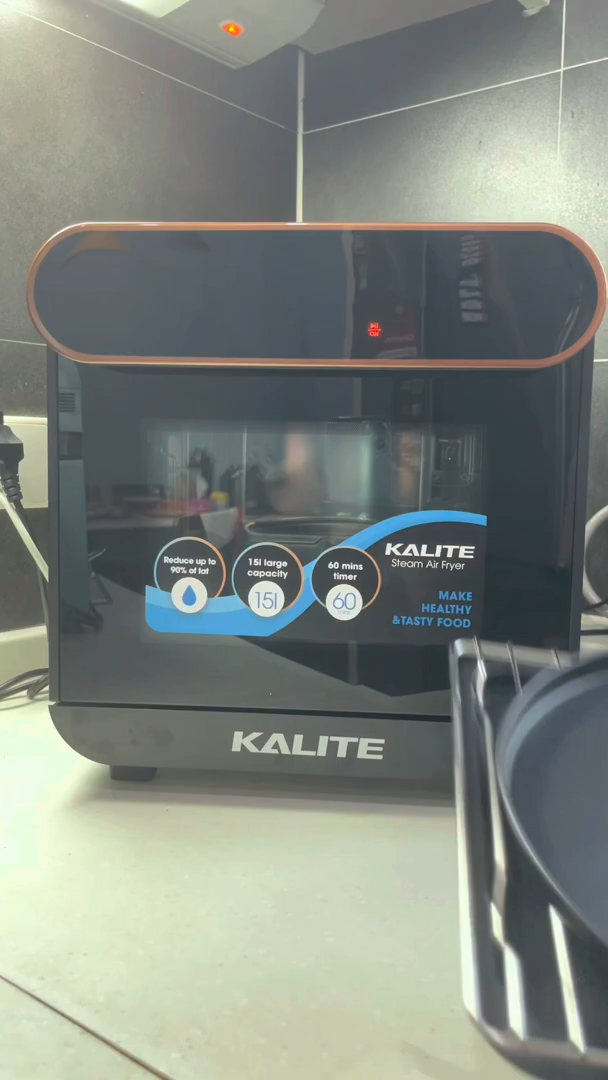 ON
Reduce up to
90% of fat
15l large
capacity
15l
60 mins
timer
60
KALITE
Steam Air Fryer
MAKE
HEALTHY
&TASTY FOOD
KALITE